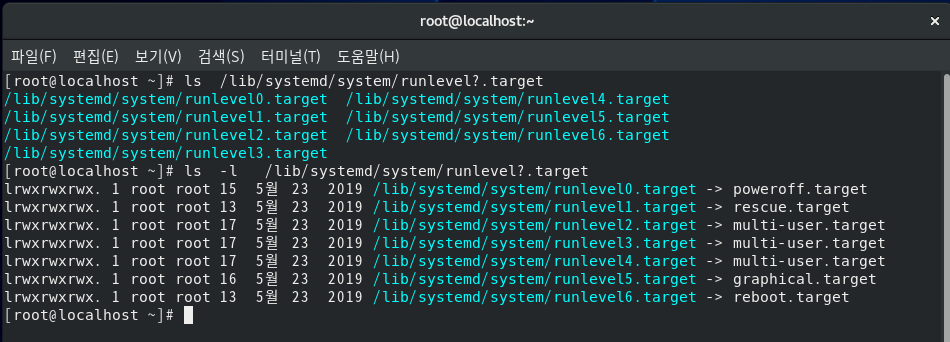 root@localhost:~
파일(F) 편집(E) 보기(V) 검색(S) 터미널(T) 도움말(H)
[root@localhost ~]# ls  /lib/systemd/system/runlevel?.target
/lib/systemd/system/runlevel0.target  /lib/systemd/system/runlevel4.target
/lib/systemd/system/runlevel1.target  /lib/systemd/system/runlevel5.target
/lib/systemd/system/runlevel2.target  /lib/systemd/system/runlevel6.target
/lib/systemd/system/runlevel3.target
[root@localhost ~]# ls  -l   /lib/systemd/system/runlevel?.target
lrwxrwxrwx. 1 root root 15  5월 23  2019 /lib/systemd/system/runlevel0.target -> poweroff.target
lrwxrwxrwx. 1 root root 13  5월 23  2019 /lib/systemd/system/runlevel1.target -> rescue.target
lrwxrwxrwx. 1 root root 17  5월 23  2019 /lib/systemd/system/runlevel2.target -> multi-user.target
lrwxrwxrwx. 1 root root 17  5월 23  2019 /lib/systemd/system/runlevel3.target -> multi-user.target
lrwxrwxrwx. 1 root root 17  5월 23  2019 /lib/systemd/system/runlevel4.target -> multi-user.target
lrwxrwxrwx. 1 root root 16  5월 23  2019 /lib/systemd/system/runlevel5.target -> graphical.target
lrwxrwxrwx. 1 root root 13  5월 23  2019 /lib/systemd/system/runlevel6.target -> reboot.target
[root@localhost ~]#